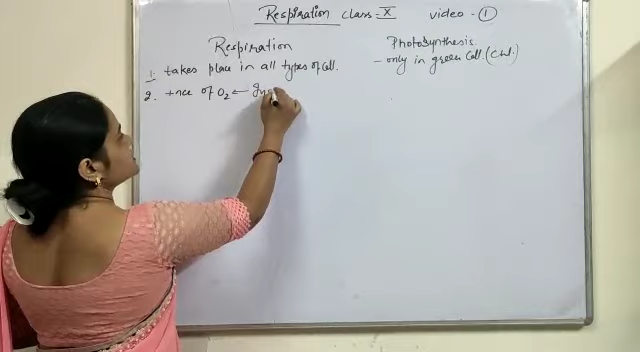 Respiration class - X video - 1
Respiration
1. takes place in all types of cell.
2. +nce of O2 ←
Photosynthesis.
- only in green cell. (Chl.)